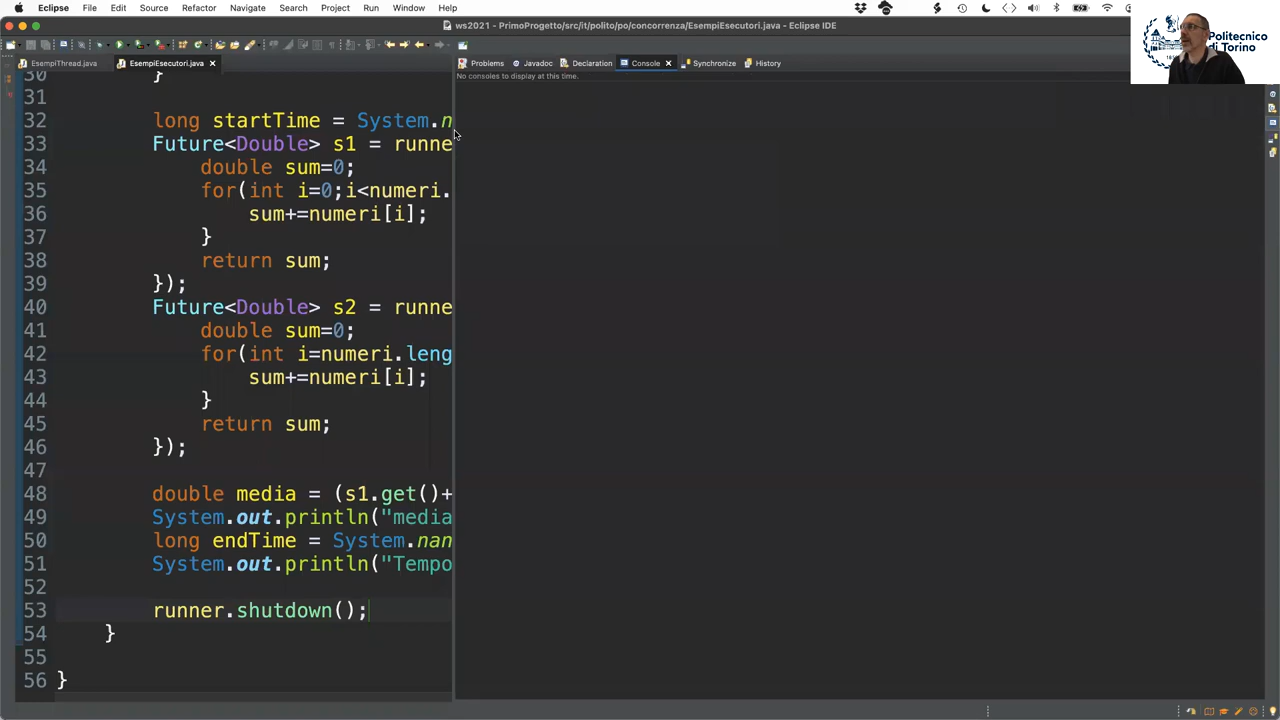 Eclipse File Edit Source Refactor Navigate Search Project Run Window Help
ws2021 - PrimoProgetto/src/it/polito/po/concorrenza/EsempiEsecutori.java - Eclipse IDE
Politecnico
di Torino
EsempiThread.java EsempiEsecutori.java
Problems Javadoc Declaration Console Synchronize History
No consoles to display at this time.
30 }
31
32 long startTime = System.n
33 Future<Double> s1 = runne
34 double sum=0;
35 for(int i=0;i<numeri.
36 sum+=numeri[i];
37 }
38 return sum;
39 });
40 Future<Double> s2 = runne
41 double sum=0;
42 for(int i=numeri.leng
43 sum+=numeri[i];
44 }
45 return sum;
46 });
47
48 double media = (s1.get()+
49 System.out.println("media
50 long endTime = System.nan
51 System.out.println("Tempo
52
53 runner.shutdown();
54 }
55
56 }